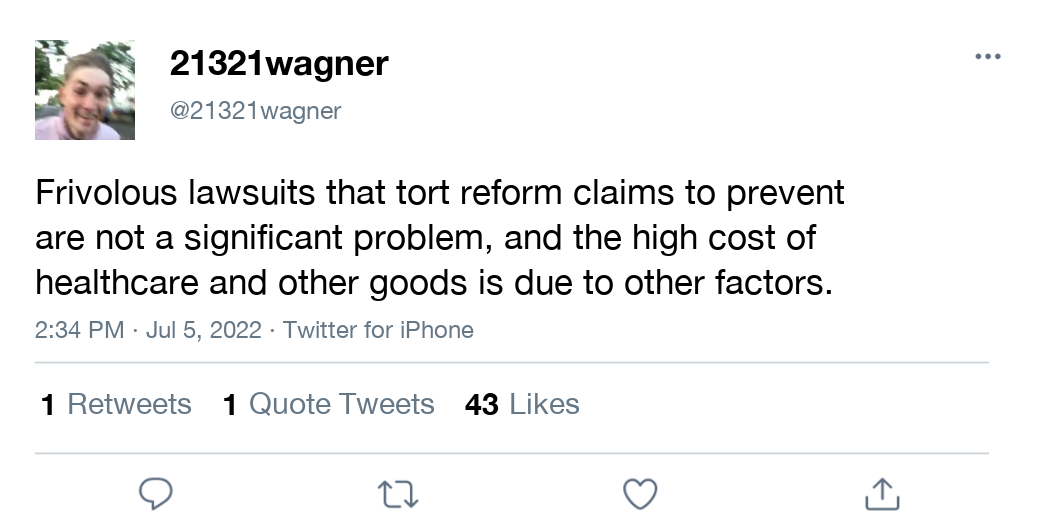 21321wagner
@21321wagner
Frivolous lawsuits that tort reform claims to prevent
are not a significant problem, and the high cost of
healthcare and other goods is due to other factors.
2:34 PM · Jul 5, 2022 · Twitter for iPhone
1 Retweets 1 Quote Tweets 43 Likes